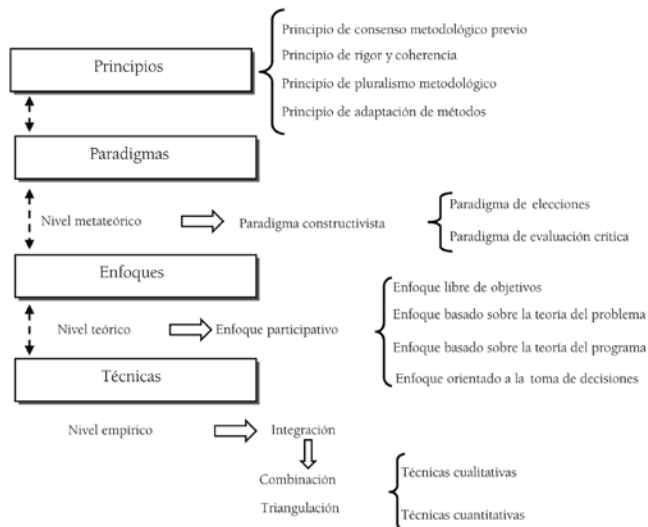 Principios
Principio de consenso metodológico previo
Principio de rigor y coherencia
Principio de pluralismo metodológico
Principio de adaptación de métodos
Paradigmas
Nivel metateórico
Paradigma constructivista
Paradigma de elecciones
Paradigma de evaluación crítica
Enfoques
Nivel teórico
Enfoque participativo
Enfoque libre de objetivos
Enfoque basado sobre la teoría del problema
Enfoque basado sobre la teoría del programa
Enfoque orientado a la toma de decisiones
Técnicas
Nivel empírico
Integración
Combinación
Triangulación
Técnicas cualitativas
Técnicas cuantitativas